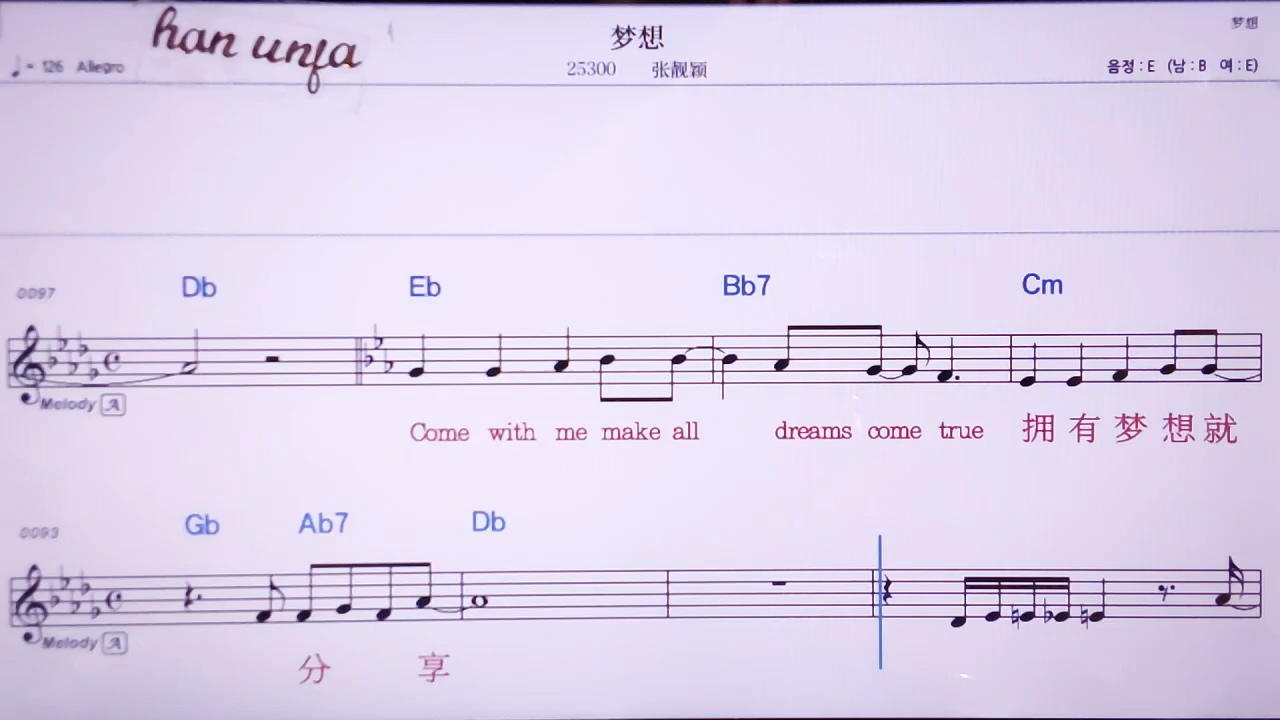 han unfa
梦想
梦想
♩= 126 Allegro
25300 张靓颖
음정 : E (남 : B 여 : E)
0097 Db Eb Bb7 Cm
Melody A
Come with me make all dreams come true 拥有梦想就
0093 Gb Ab7 Db
Melody A
分享